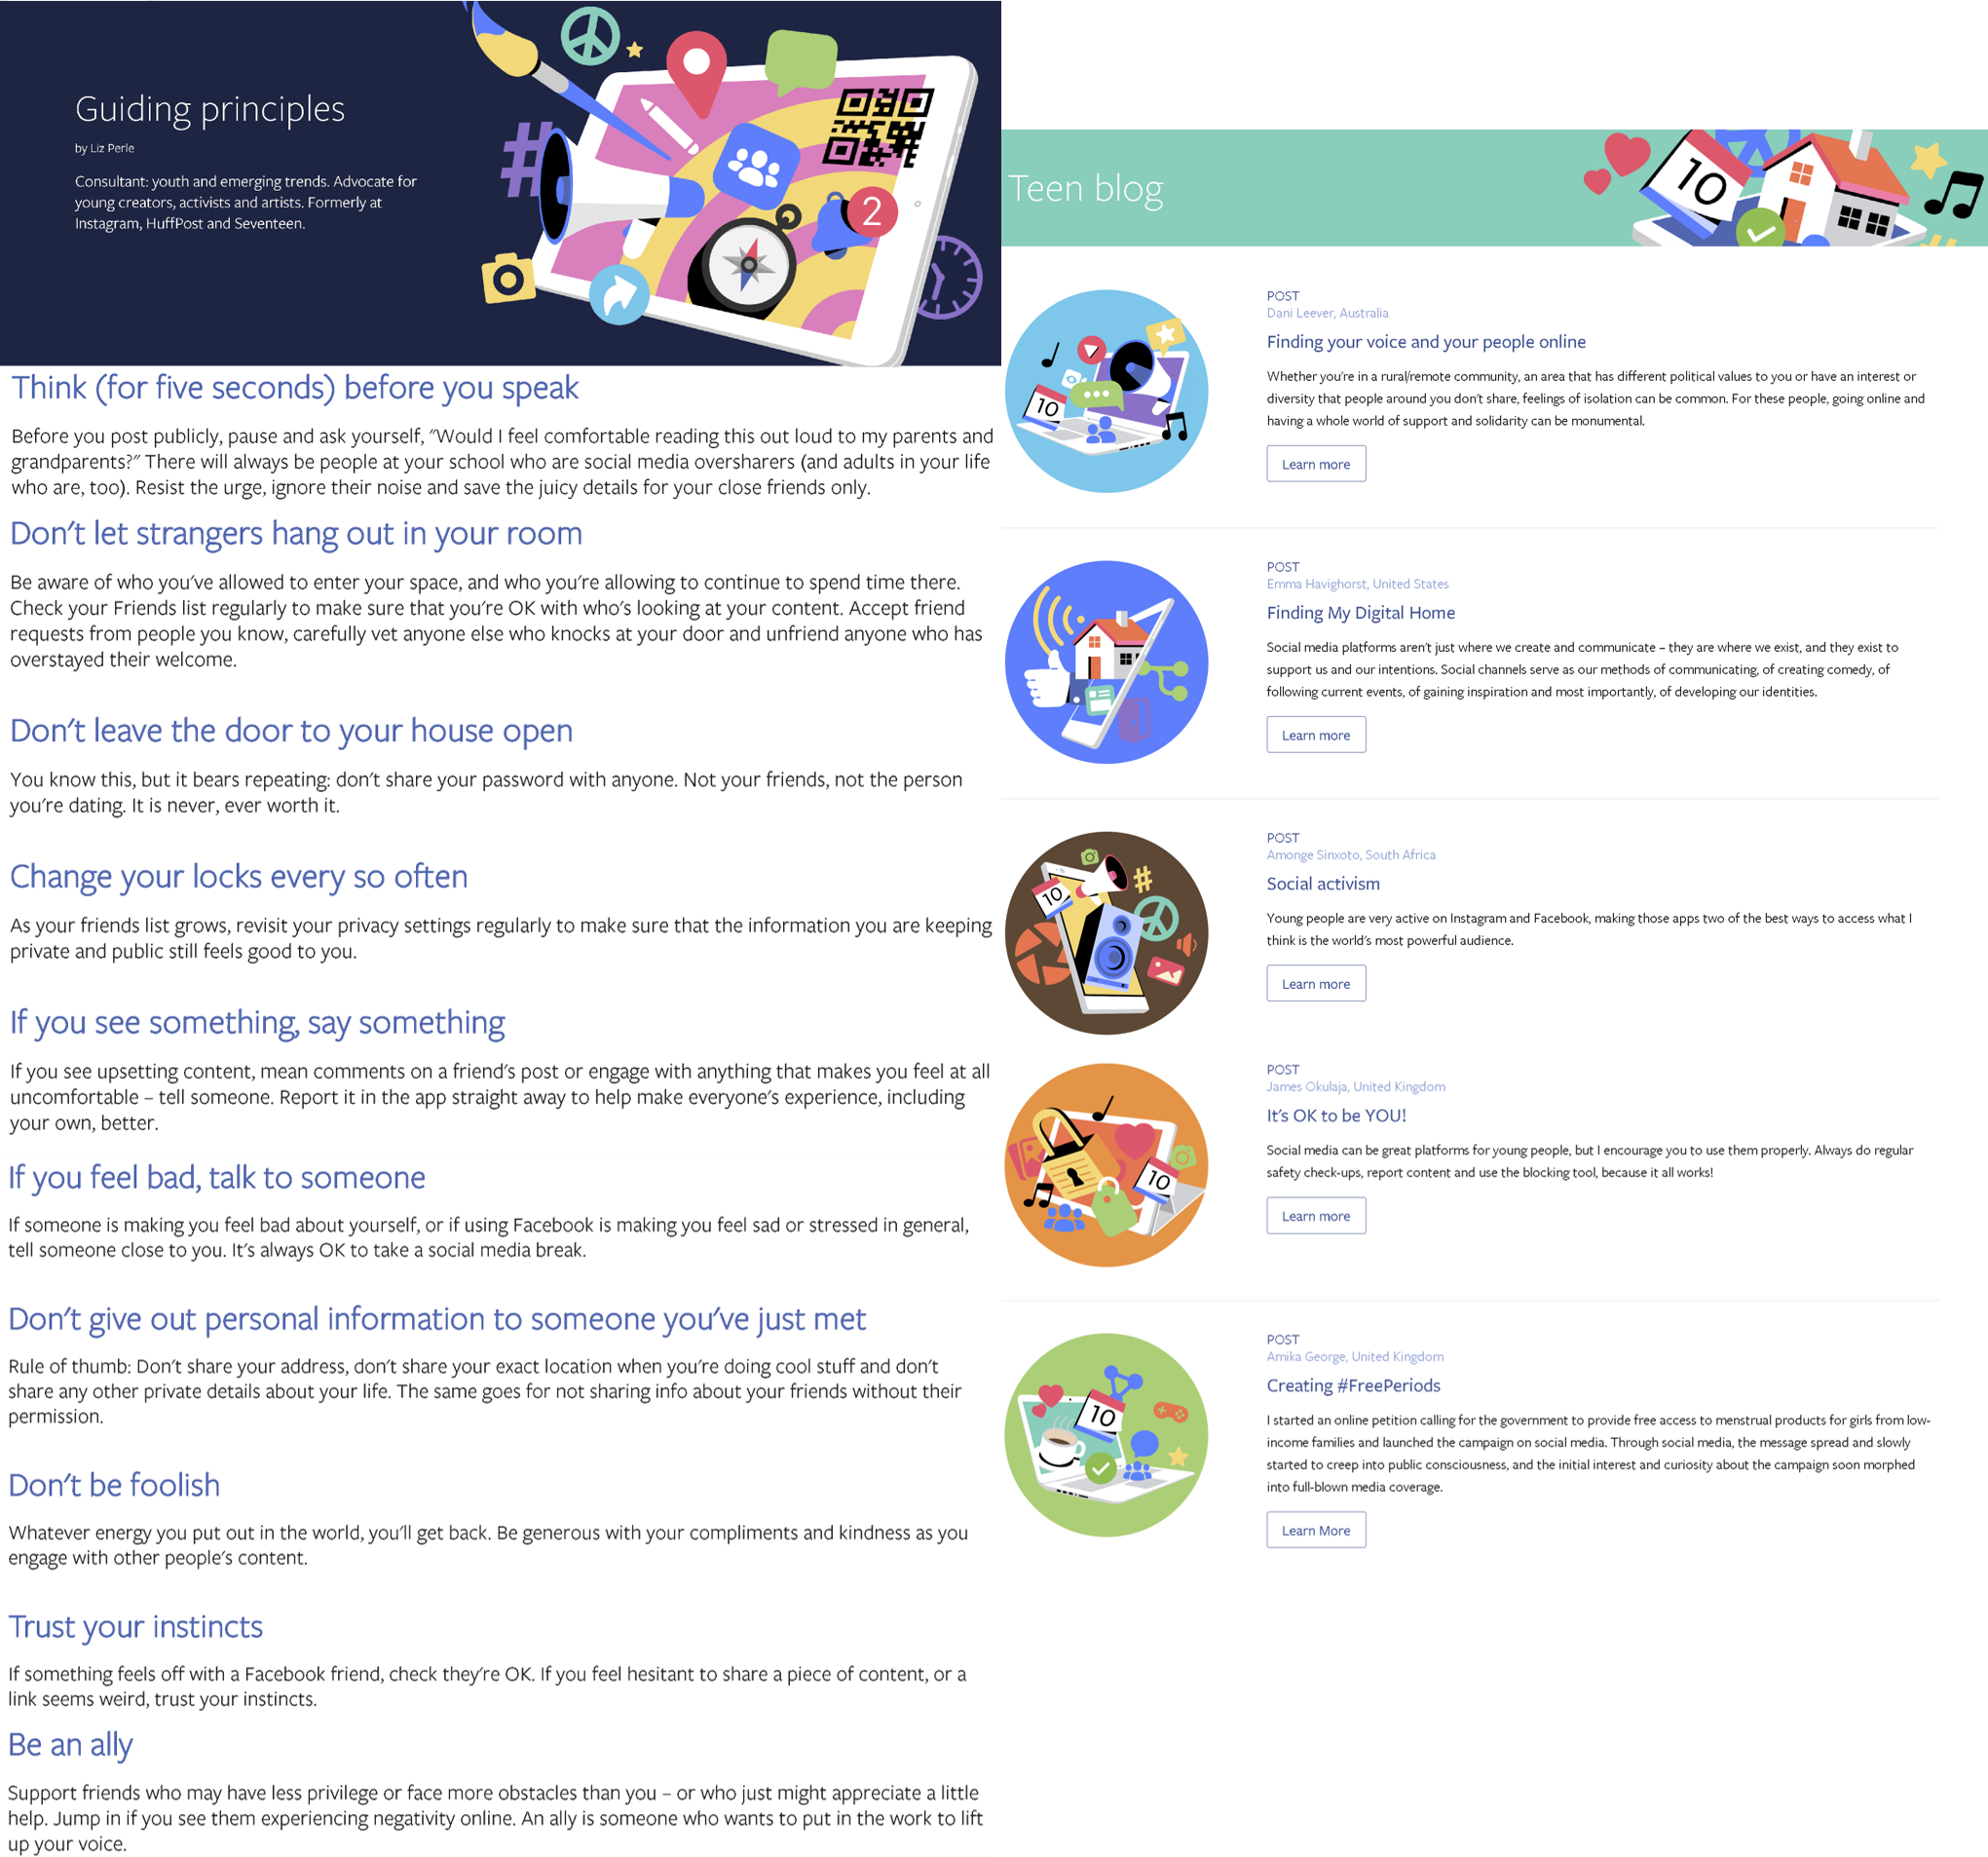 Guiding principles
by Liz Perle
Consultant: youth and emerging trends. Advocate for
young creators, activists and artists. Formerly at
Instagram, HuffPost and Seventeen.
#
2
Think (for five seconds) before you speak
Before you post publicly, pause and ask yourself, "Would I feel comfortable reading this out loud to my parents and
grandparents?" There will always be people at your school who are social media oversharers (and adults in your life
who are, too). Resist the urge, ignore their noise and save the juicy details for your close friends only.
Don't let strangers hang out in your room
Be aware of who you've allowed to enter your space, and who you're allowing to continue to spend time there.
Check your Friends list regularly to make sure that you're OK with who's looking at your content. Accept friend
requests from people you know, carefully vet anyone else who knocks at your door and unfriend anyone who has
overstayed their welcome.
Don't leave the door to your house open
You know this, but it bears repeating: don't share your password with anyone. Not your friends, not the person
you're dating. It is never, ever worth it.
Change your locks every so often
As your friends list grows, revisit your privacy settings regularly to make sure that the information you are keeping
private and public still feels good to you.
If you see something, say something
If you see upsetting content, mean comments on a friend's post or engage with anything that makes you feel at all
uncomfortable – tell someone. Report it in the app straight away to help make everyone's experience, including
your own, better.
If you feel bad, talk to someone
If someone is making you feel bad about yourself, or if using Facebook is making you feel sad or stressed in general,
tell someone close to you. It's always OK to take a social media break.
Don't give out personal information to someone you've just met
Rule of thumb: Don't share your address, don't share your exact location when you're doing cool stuff and don't
share any other private details about your life. The same goes for not sharing info about your friends without their
permission.
Don't be foolish
Whatever energy you put out in the world, you'll get back. Be generous with your compliments and kindness as you
engage with other people's content.
Trust your instincts
If something feels off with a Facebook friend, check they're OK. If you feel hesitant to share a piece of content, or a
link seems weird, trust your instincts.
Be an ally
Support friends who may have less privilege or face more obstacles than you – or who just might appreciate a little
help. Jump in if you see them experiencing negativity online. An ally is someone who wants to put in the work to lift
up your voice.
Teen blog
10
#
10
POST
Dani Leever, Australia
Finding your voice and your people online
Whether you're in a rural/remote community, an area that has different political values to you or have an interest or
diversity that people around you don't share, feelings of isolation can be common. For these people, going online and
having a whole world of support and solidarity can be monumental.
Learn more
POST
Emma Havighorst, United States
Finding My Digital Home
Social media platforms aren't just where we create and communicate – they are where we exist, and they exist to
support us and our intentions. Social channels serve as our methods of communicating, of creating comedy, of
following current events, of gaining inspiration and most importantly, of developing our identities.
Learn more
10
#
POST
Amonge Sinxoto, South Africa
Social activism
Young people are very active on Instagram and Facebook, making those apps two of the best ways to access what I
think is the world's most powerful audience.
Learn more
10
POST
James Okulaja, United Kingdom
It's OK to be YOU!
Social media can be great platforms for young people, but I encourage you to use them properly. Always do regular
safety check-ups, report content and use the blocking tool, because it all works!
Learn more
10
POST
Amika George, United Kingdom
Creating #FreePeriods
I started an online petition calling for the government to provide free access to menstrual products for girls from low-
income families and launched the campaign on social media. Through social media, the message spread and slowly
started to creep into public consciousness, and the initial interest and curiosity about the campaign soon morphed
into full-blown media coverage.
Learn More